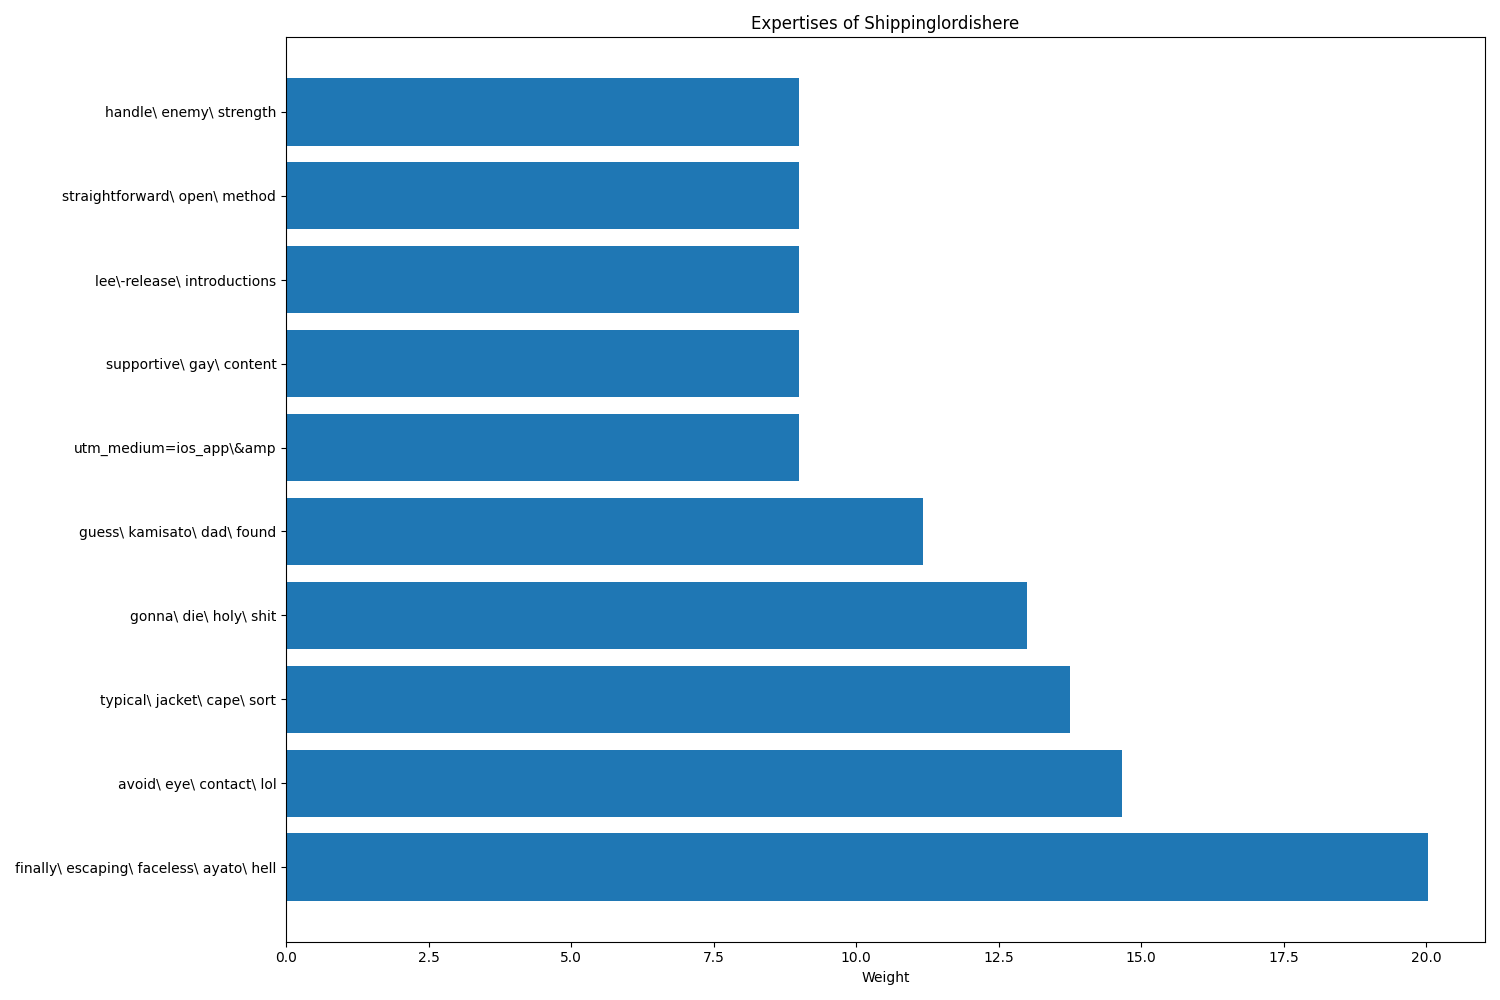 Expertises of Shippinglordishere
handle\ enemy\ strength
straightforward\ open\ method
lee\-release\ introductions
supportive\ gay\ content
utm_medium=ios_app\&amp
guess\ kamisato\ dad\ found
gonna\ die\ holy\ shit
typical\ jacket\ cape\ sort
avoid\ eye\ contact\ lol
finally\ escaping\ faceless\ ayato\ hell
0.0 2.5 5.0 7.5 10.0 12.5 15.0 17.5 20.0
Weight